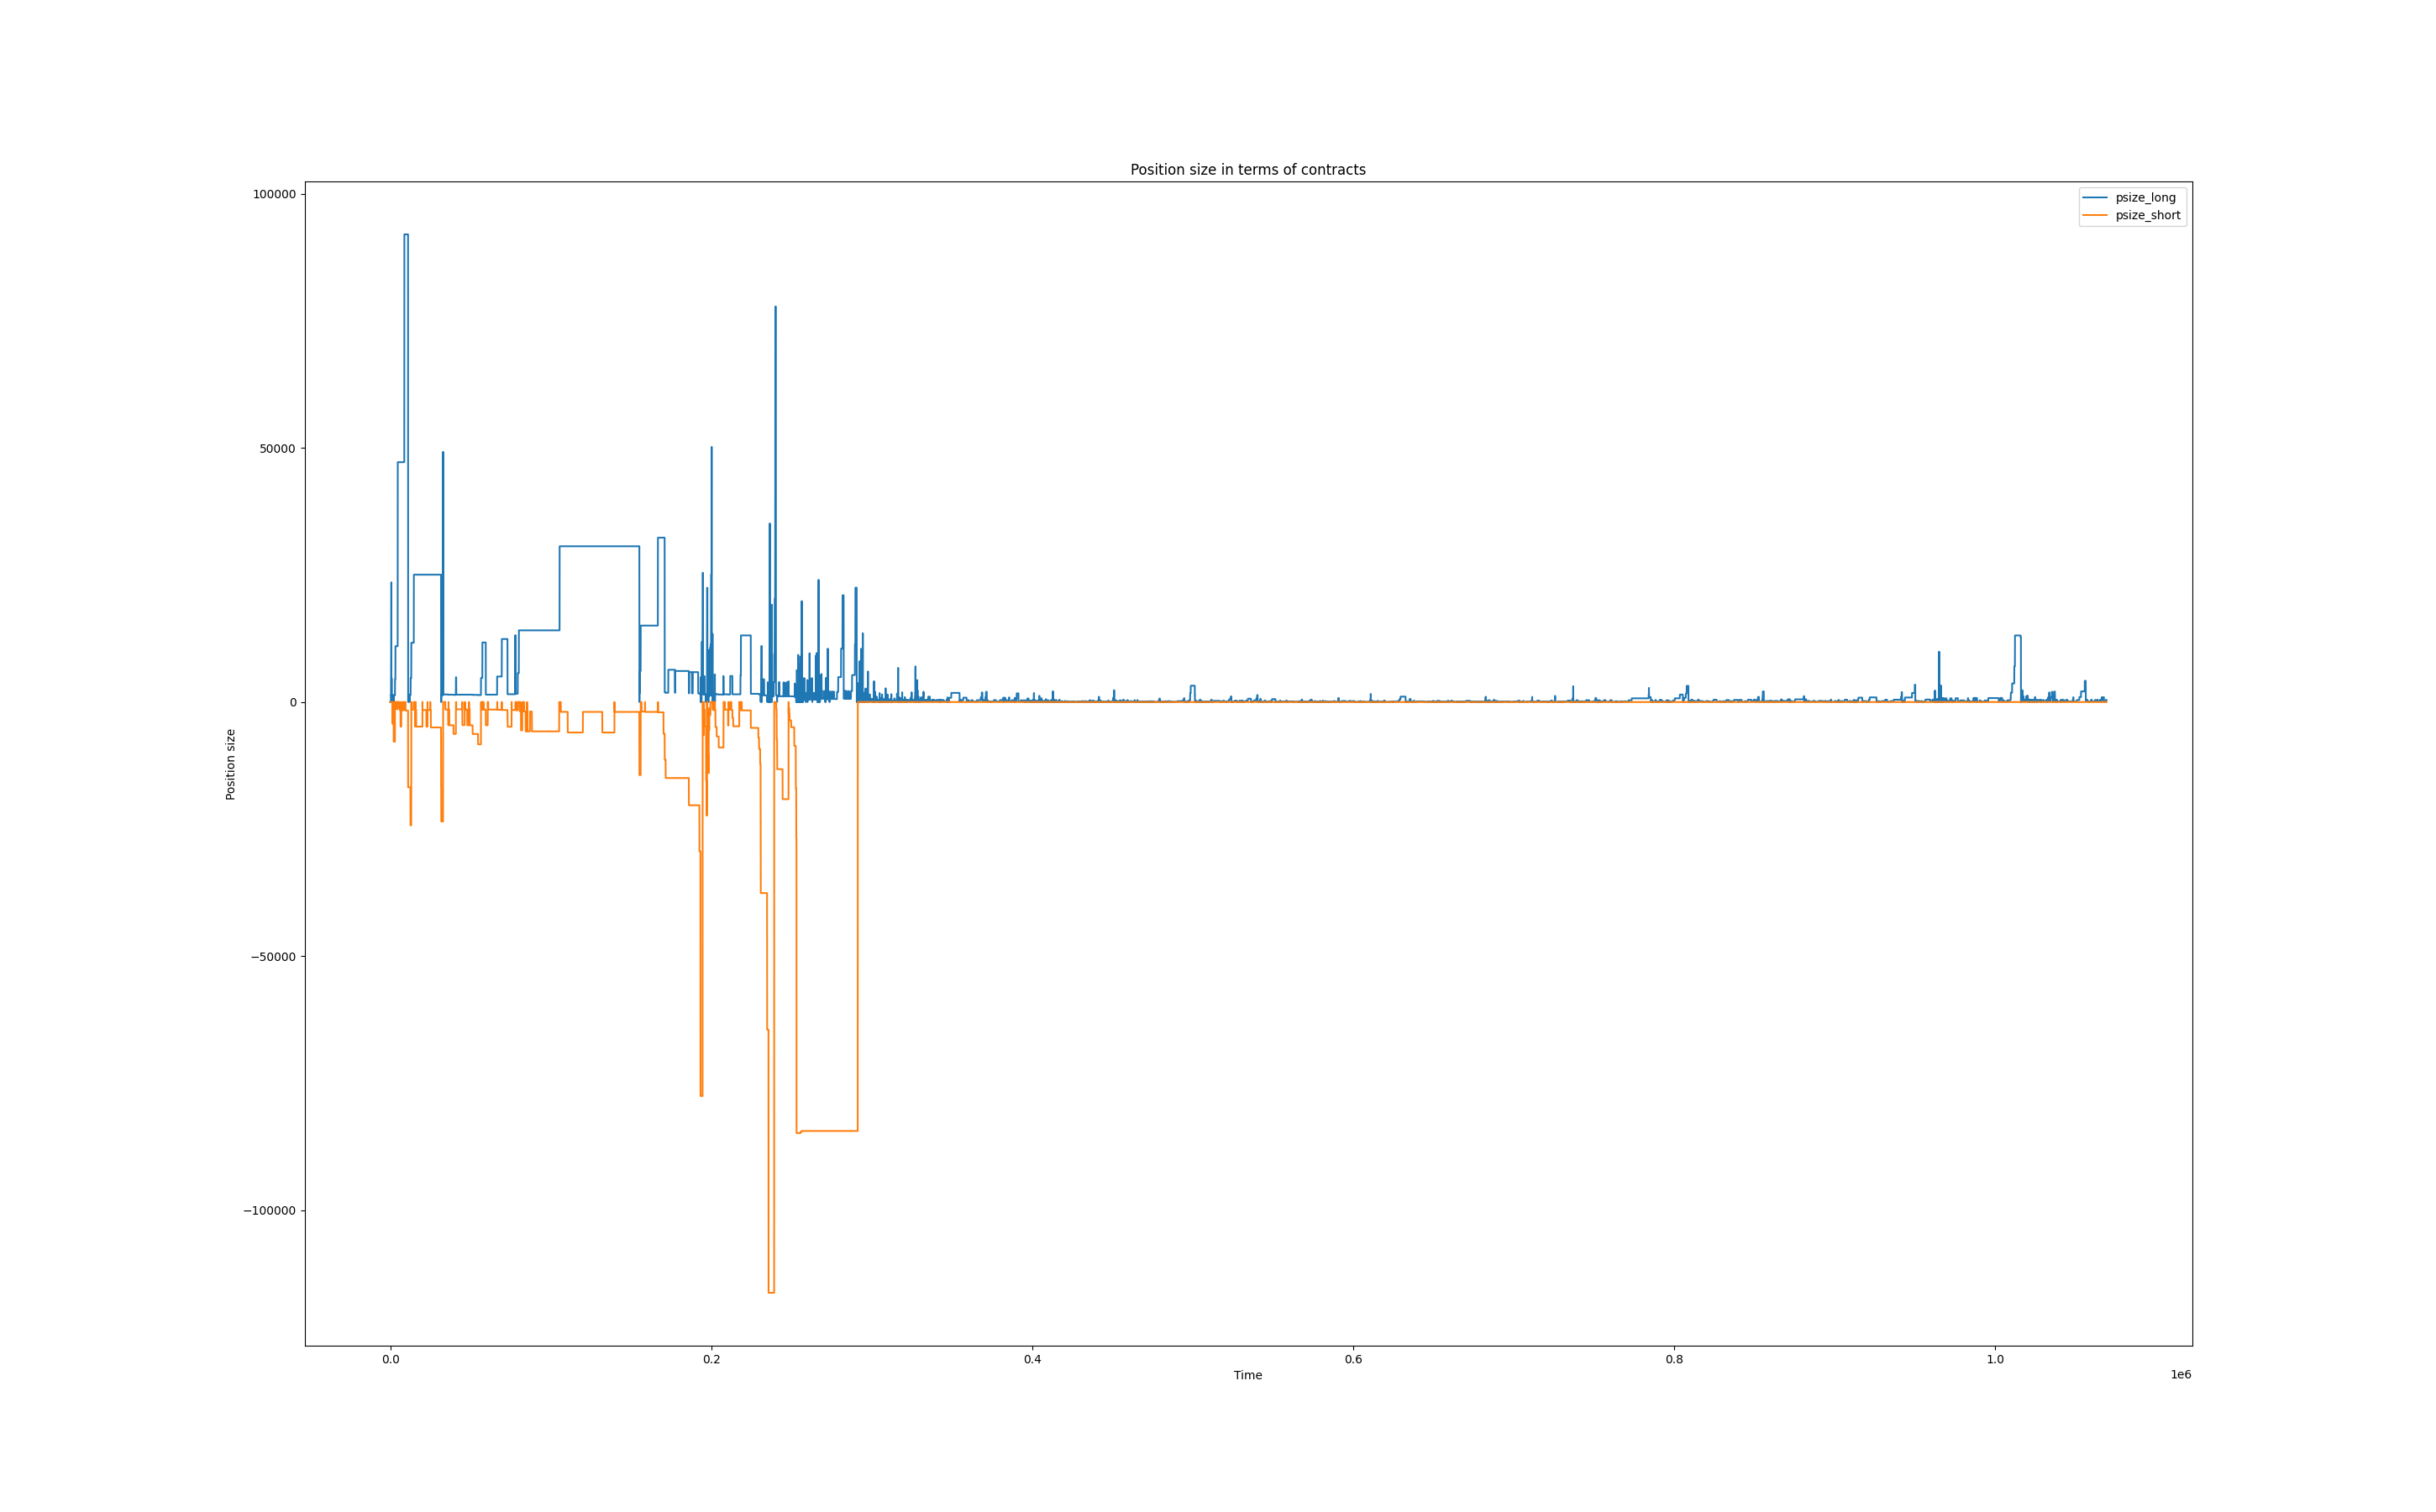 Position size in terms of contracts
psize_long
psize_short
100000
50000
0
−50000
−100000
Position size
0.0
0.2
0.4
0.6
0.8
1.0
Time
1e6